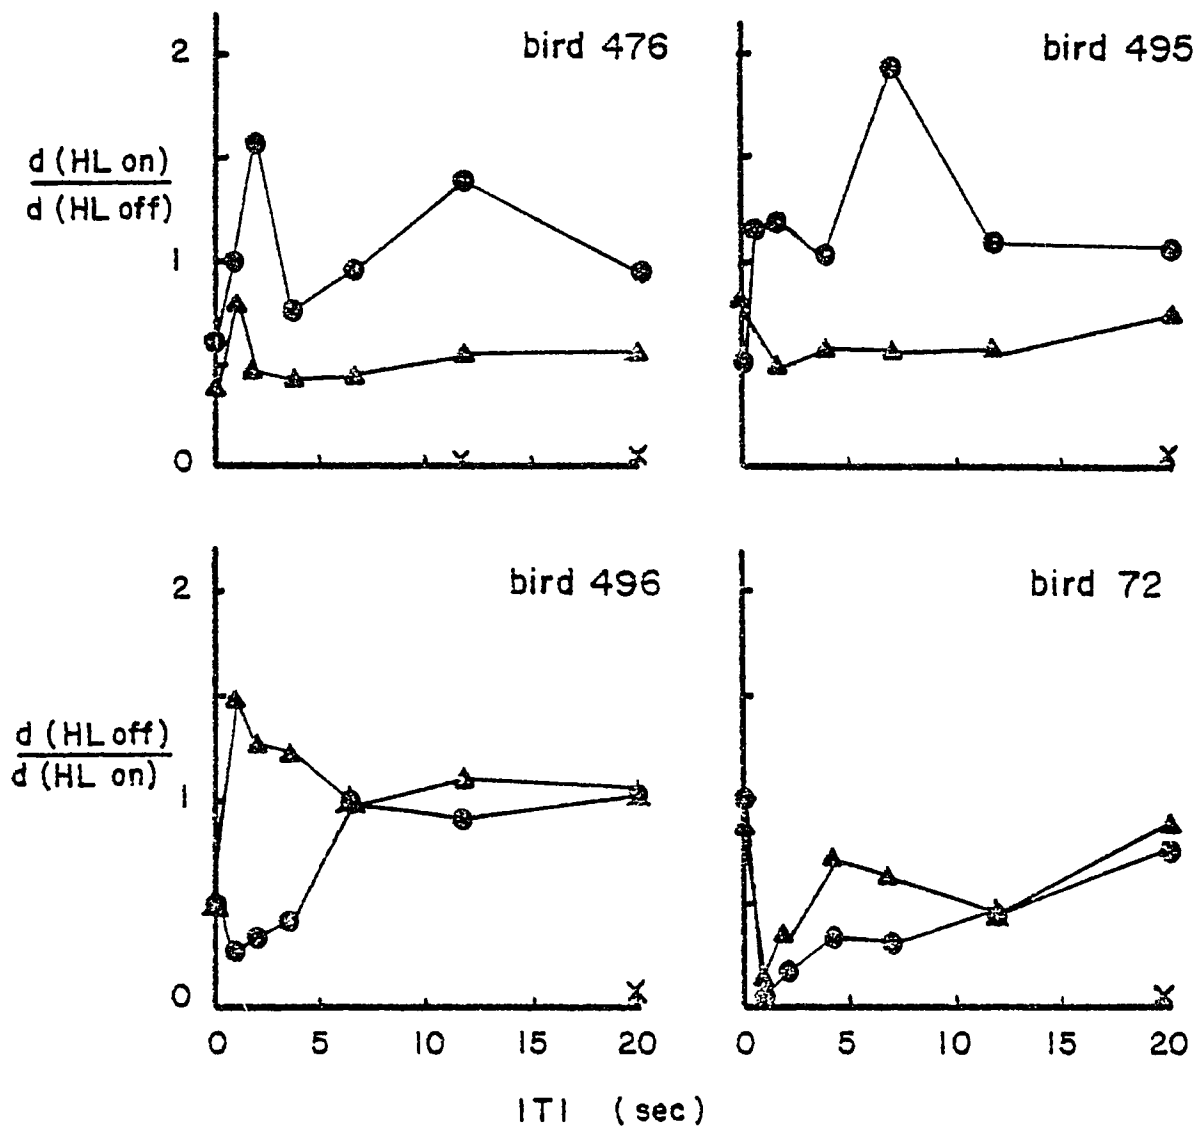 bird 476
bird 495
2
1
0
d (HL on)
d (HL off)
bird 496
bird 72
2
1
0
d (HL off)
d (HL on)
0 5 10 15 20
0 5 10 15 20
ITI (sec)